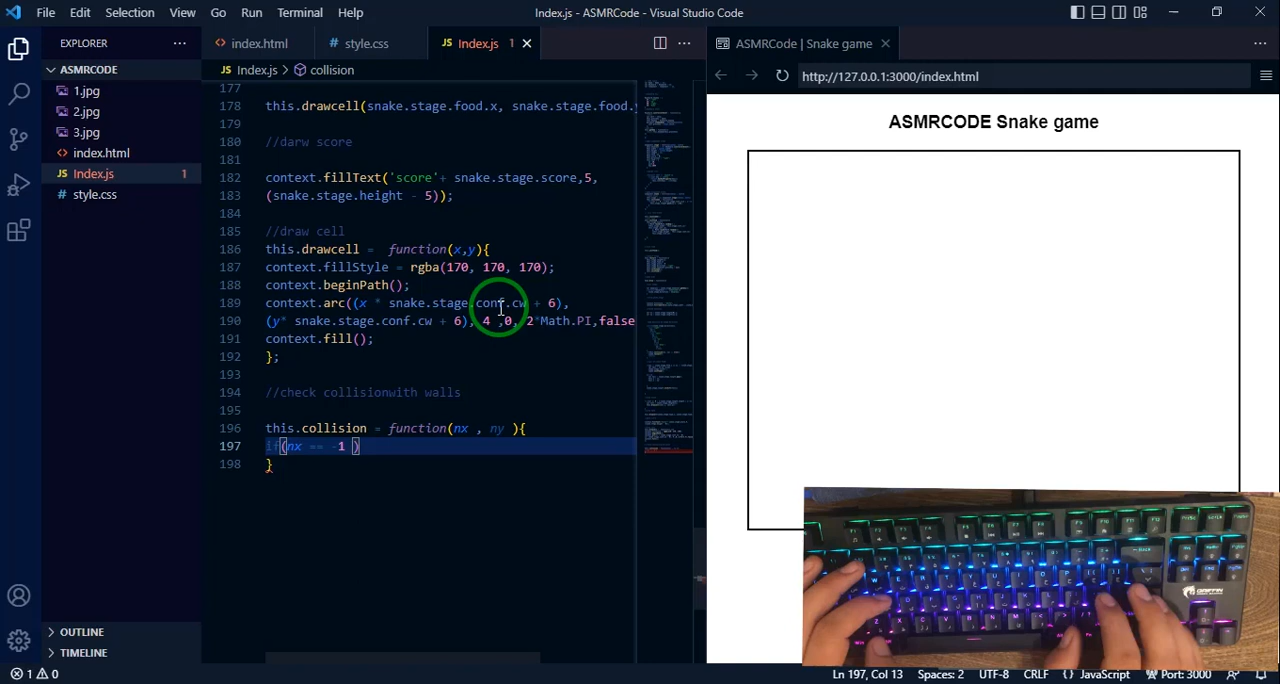 File Edit Selection View Go Run Terminal Help
Index.js - ASMRCode - Visual Studio Code
EXPLORER
index.html
style.css
JS Index.js 1
ASMRCode | Snake game
ASMRCODE
JS Index.js > collision
http://127.0.0.1:3000/index.html
1.jpg
2.jpg
3.jpg
index.html
JS Index.js 1
style.css
177
178 this.drawcell(snake.stage.food.x, snake.stage.food.y
179
180 //darw score
181
182 context.fillText('score'+ snake.stage.score,5,
183 (snake.stage.height - 5));
184
185 //draw cell
186 this.drawcell = function(x,y){
187 context.fillStyle = rgba(170, 170, 170);
188 context.beginPath();
189 context.arc((x * snake.stage.conf.cw + 6),
190 (y* snake.stage.conf.cw + 6), 4 ,0, 2*Math.PI,false
191 context.fill();
192 };
193
194 //check collisionwith walls
195
196 this.collision = function(nx , ny ){
197 if(nx == -1 )
198 }
ASMRCODE Snake game
GRIFFIN
OUTLINE
TIMELINE
1 0
Ln 197, Col 13 Spaces: 2 UTF-8 CRLF {} JavaScript Port: 3000